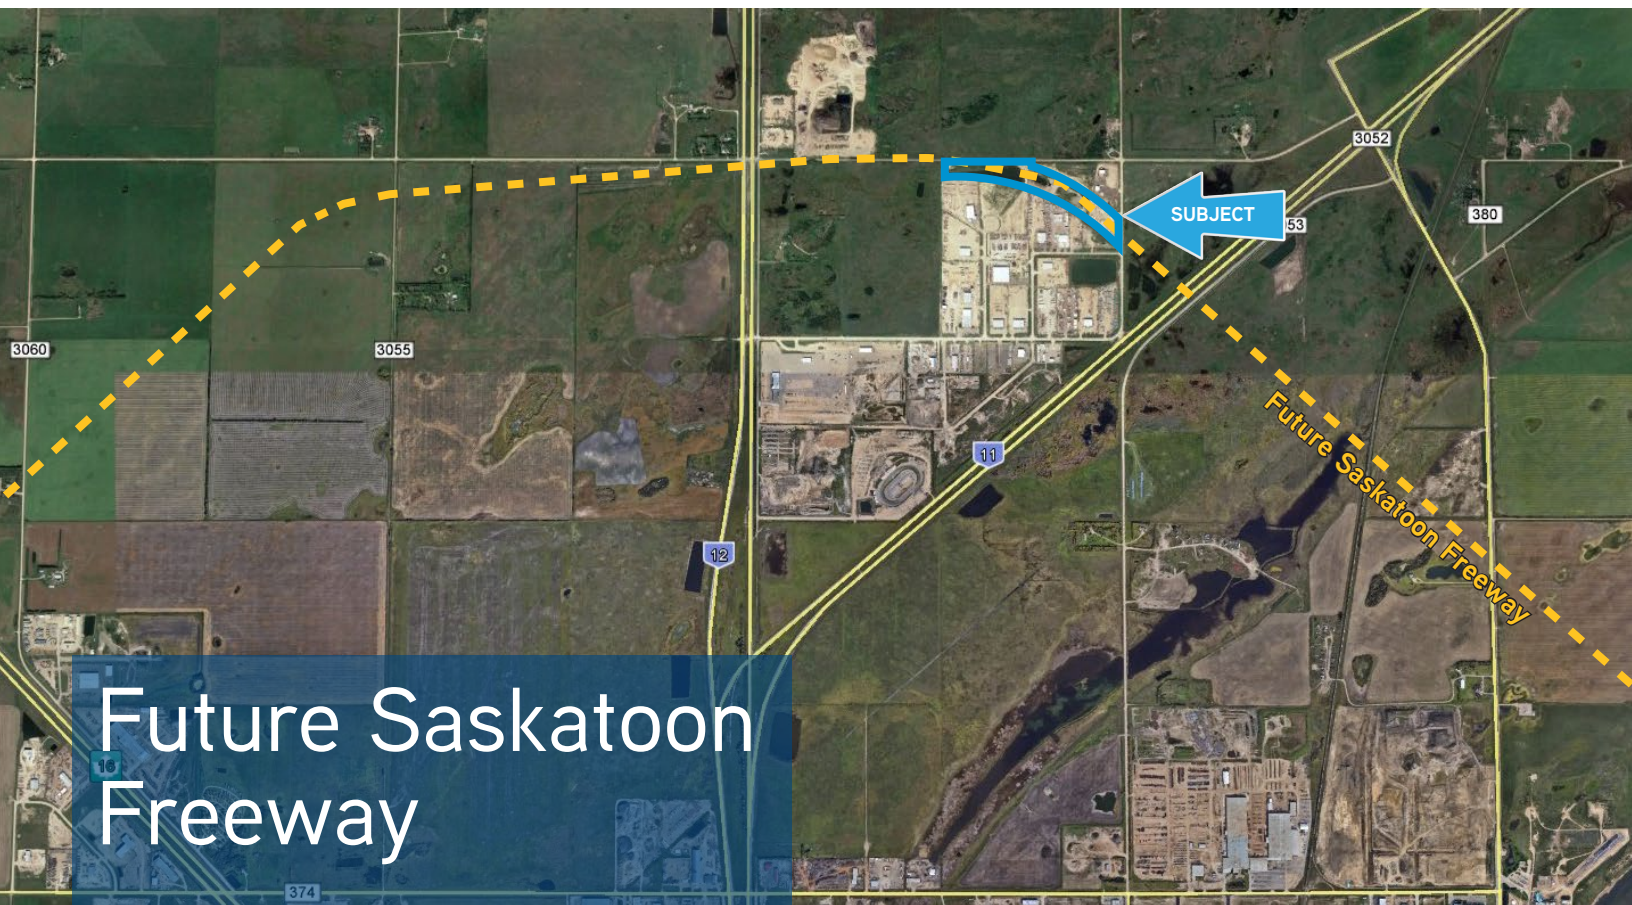 3052
380
SUBJECT
53
3060
3055
11
12
Future Saskatoon Freeway
Future Saskatoon
Freeway
16
374